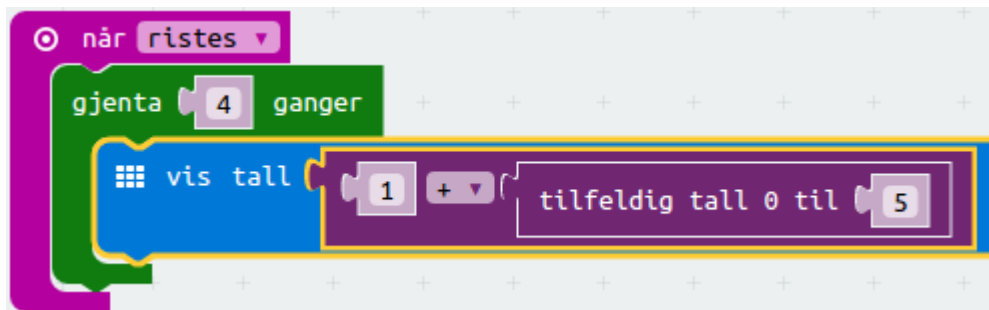 når ristes
gjenta 4 ganger
vis tall 1 + tilfeldig tall 0 til 5